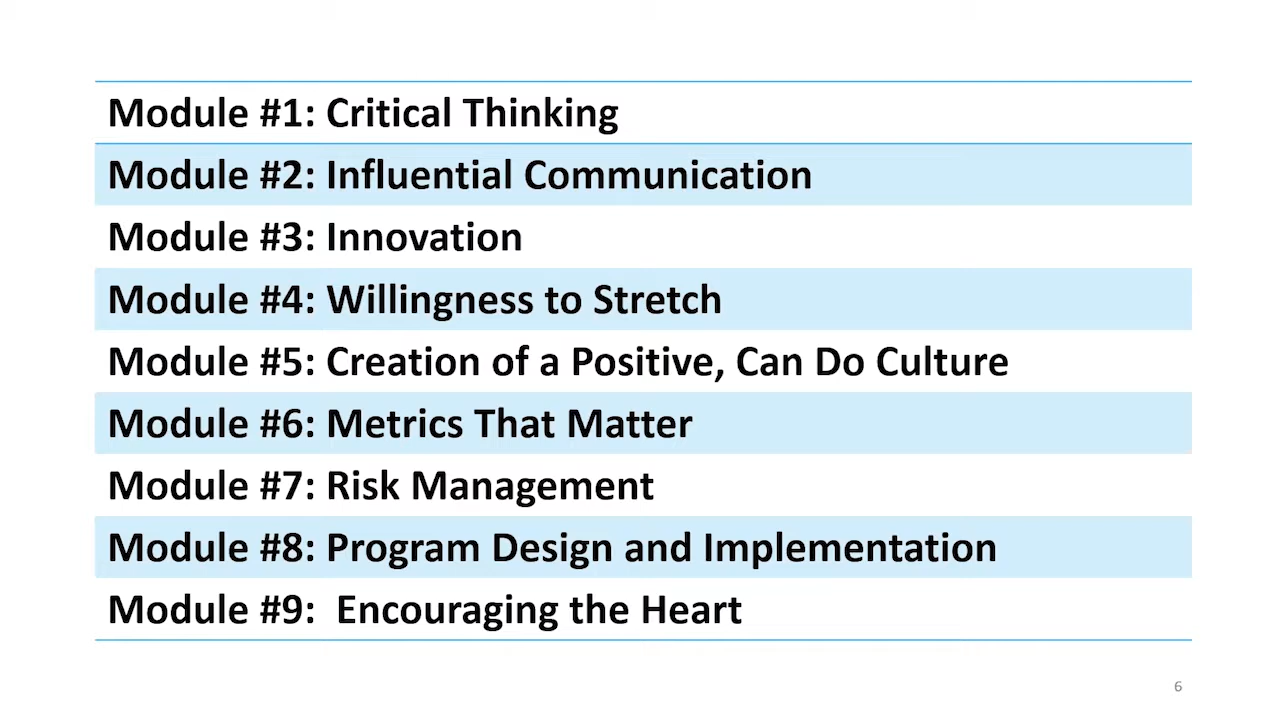 Module #1: Critical Thinking
Module #2: Influential Communication
Module #3: Innovation
Module #4: Willingness to Stretch
Module #5: Creation of a Positive, Can Do Culture
Module #6: Metrics That Matter
Module #7: Risk Management
Module #8: Program Design and Implementation
Module #9:  Encouraging the Heart
6